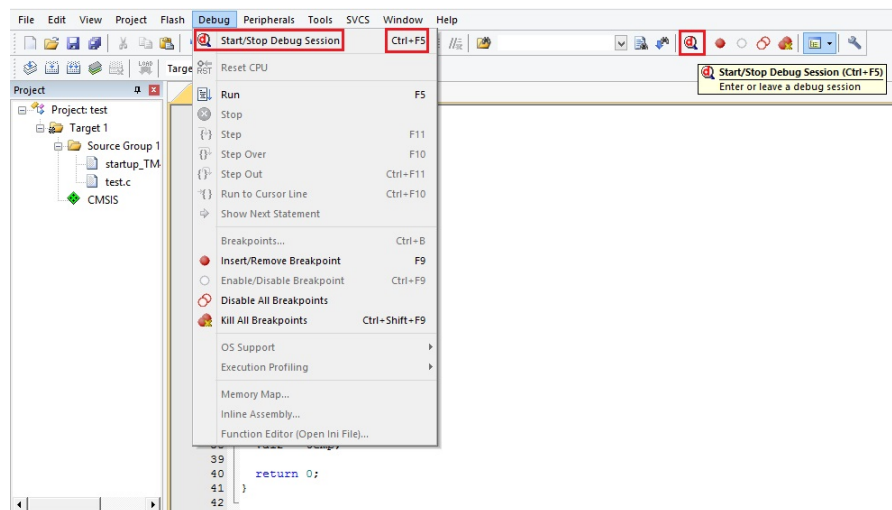 File Edit View Project Flash Debug Peripherals Tools SVCS Window Help
Start/Stop Debug Session Ctrl+F5
Targe
Reset CPU
Start/Stop Debug Session (Ctrl+F5)
Enter or leave a debug session
Project
Run F5
Project: test
Stop
Target 1
Step F11
Source Group 1
Step Over F10
startup_TM
Step Out Ctrl+F11
test.c
Run to Cursor Line Ctrl+F10
CMSIS
Show Next Statement
Breakpoints... Ctrl+B
Insert/Remove Breakpoint F9
Enable/Disable Breakpoint Ctrl+F9
Disable All Breakpoints
Kill All Breakpoints Ctrl+Shift+F9
OS Support
Execution Profiling
Memory Map...
Inline Assembly...
Function Editor (Open Ini File)...
39
40 return 0;
41 }
42